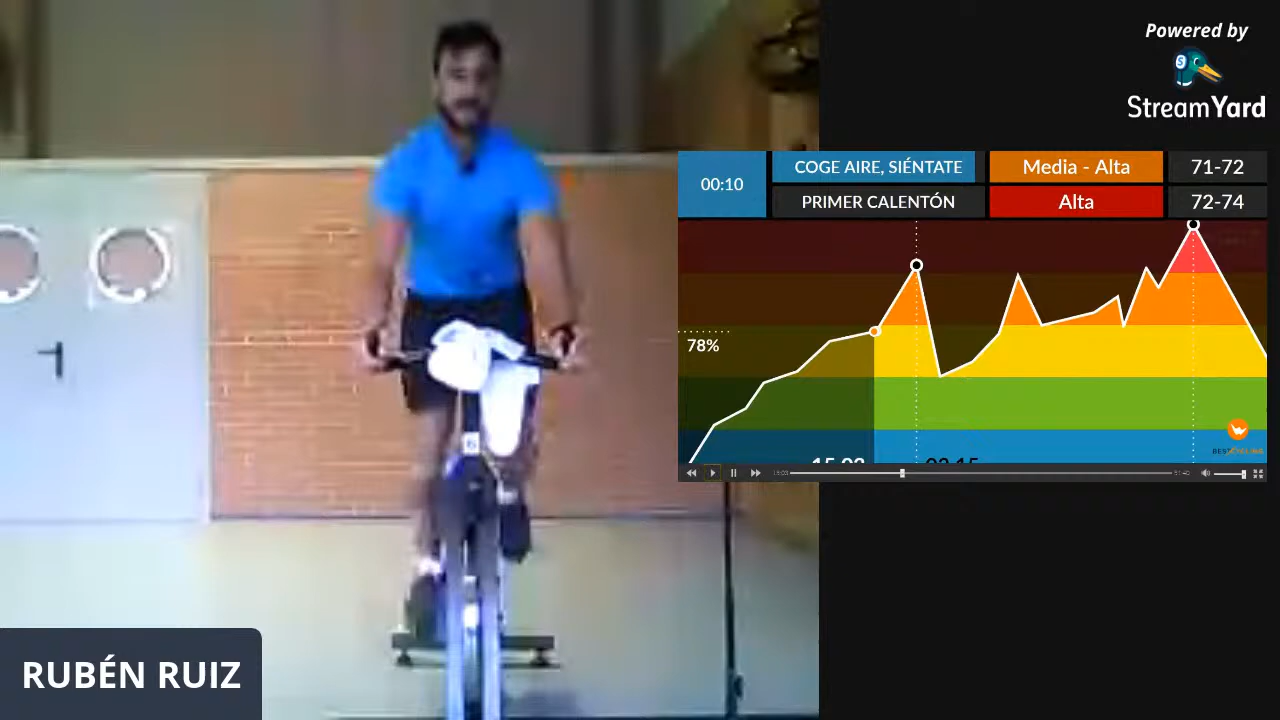 Powered by
StreamYard
00:10
COGE AIRE, SIÉNTATE
Media - Alta
71-72
PRIMER CALENTÓN
Alta
72-74
78%
RUBÉN RUIZ